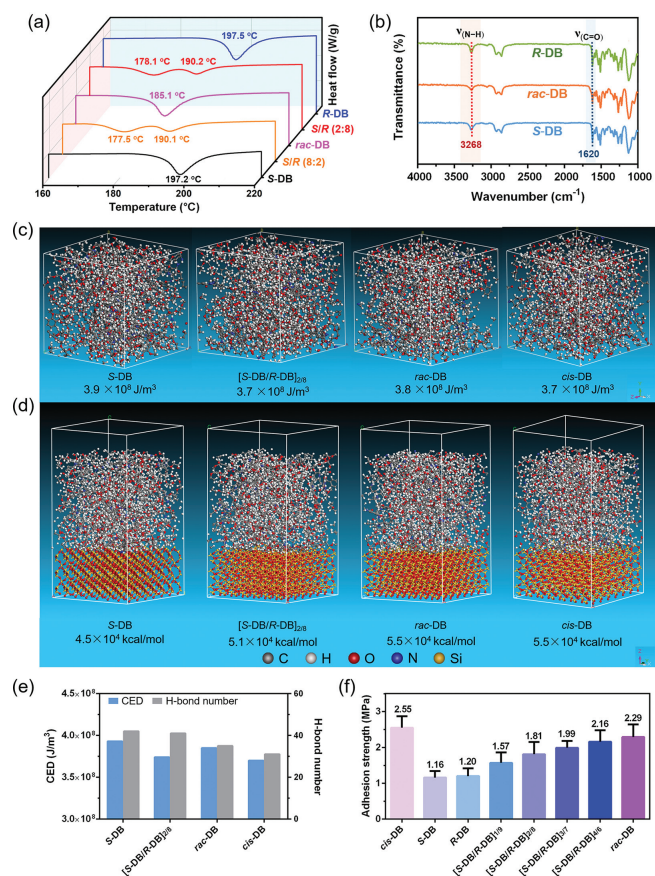 (a)
197.5 °C
178.1 °C 190.2 °C
185.1 °C
177.5 °C 190.1 °C
197.2 °C
160 180 200 220
Temperature (°C)
Heat flow (W/g)
R-DB
S/R (2:8)
rac-DB
S/R (8:2)
S-DB
(b)
Transmittance (%)
ν(N−H)
ν(C=O)
R-DB
rac-DB
S-DB
3268
1620
4000 3500 3000 2500 2000 1500 1000
Wavenumber (cm⁻¹)
(c)
S-DB
3.9 ×10⁸ J/m³
[S-DB/R-DB]₂/₈
3.7 ×10⁸ J/m³
rac-DB
3.8 ×10⁸ J/m³
cis-DB
3.7 ×10⁸ J/m³
(d)
S-DB
4.5×10⁴ kcal/mol
[S-DB/R-DB]₂/₈
5.1×10⁴ kcal/mol
rac-DB
5.5×10⁴ kcal/mol
cis-DB
5.5×10⁴ kcal/mol
C H O N Si
(e)
CED H-bond number
CED (J/m³)
4.5×10⁸
4.0×10⁸
3.5×10⁸
3.0×10⁸
60
40
20
0
H-bond number
S-DB
[S-DB/R-DB]₂/₈
rac-DB
cis-DB
(f)
Adhesion strength (MPa)
3
2
1
0
2.55
1.16
1.20
1.57
1.81
1.99
2.16
2.29
cis-DB
S-DB
R-DB
[S-DB/R-DB]₁/₉
[S-DB/R-DB]₂/₈
[S-DB/R-DB]₃/₇
[S-DB/R-DB]₄/₆
rac-DB